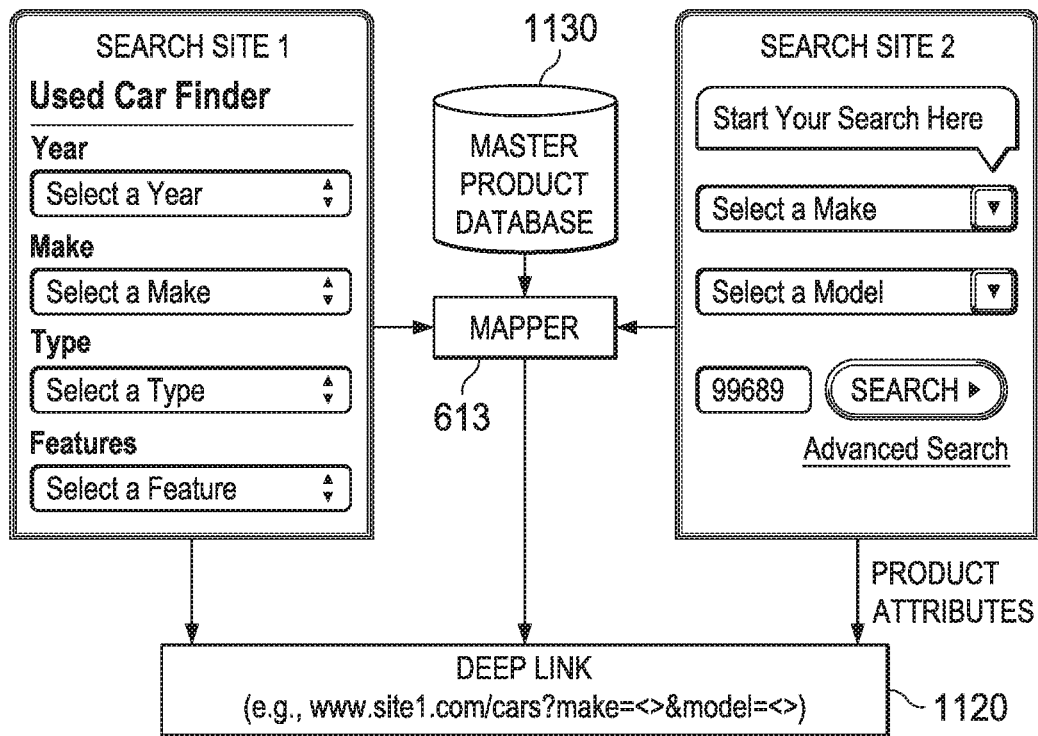 SEARCH SITE 1
Used Car Finder
Year
Select a Year
Make
Select a Make
Type
Select a Type
Features
Select a Feature
1130
MASTER
PRODUCT
DATABASE
MAPPER
613
SEARCH SITE 2
Start Your Search Here
Select a Make
Select a Model
99689
SEARCH
Advanced Search
PRODUCT
ATTRIBUTES
DEEP LINK
(e.g., www.site1.com/cars?make=<>&model=<>)
1120